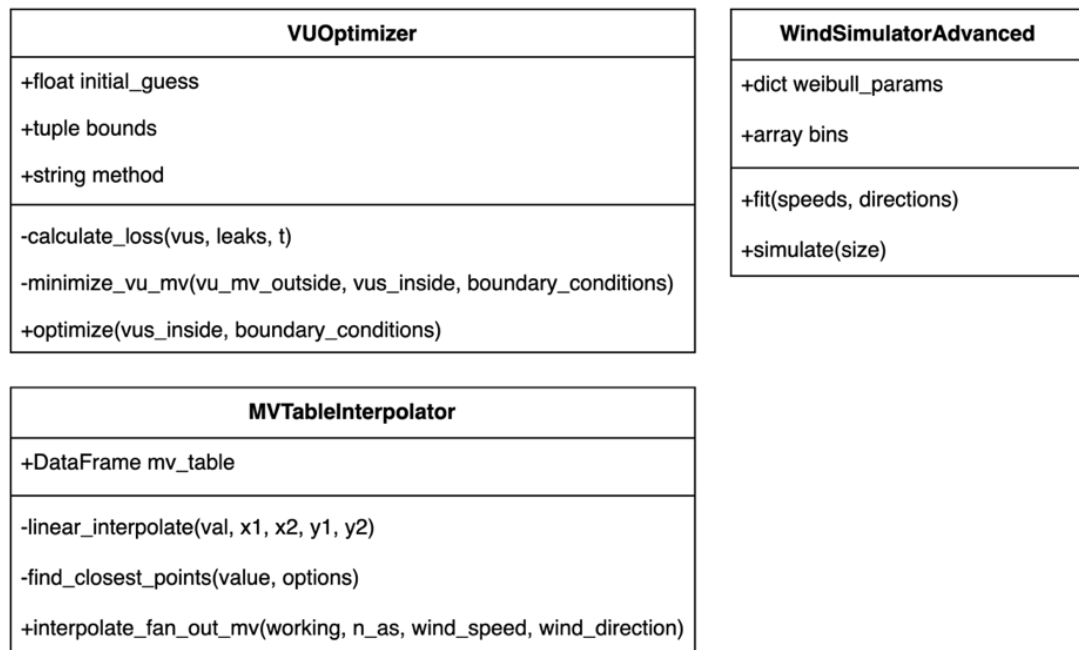 VUOptimizer
+float initial_guess
+tuple bounds
+string method
-calculate_loss(vus, leaks, t)
-minimize_vu_mv(vu_mv_outside, vus_inside, boundary_conditions)
+optimize(vus_inside, boundary_conditions)
WindSimulatorAdvanced
+dict weibull_params
+array bins
+fit(speeds, directions)
+simulate(size)
MVTableInterpolator
+DataFrame mv_table
-linear_interpolate(val, x1, x2, y1, y2)
-find_closest_points(value, options)
+interpolate_fan_out_mv(working, n_as, wind_speed, wind_direction)